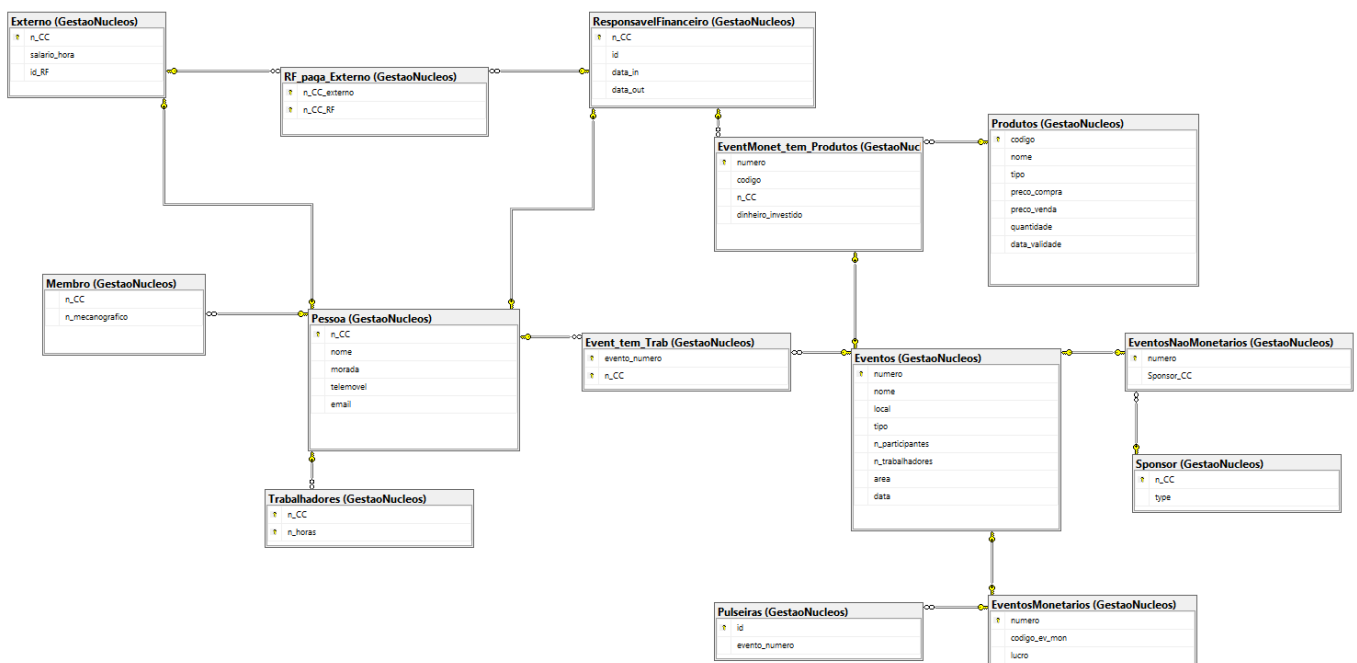 Externo (GestaoNucleos)
n_CC
salario_hora
id_RF
RF_paga_Externo (GestaoNucleos)
n_CC_externo
n_CC_RF
ResponsavelFinanceiro (GestaoNucleos)
n_CC
id
data_in
data_out
EventMonet_tem_Produtos (GestaoNucl
numero
codigo
n_CC
dinheiro_investido
Produtos (GestaoNucleos)
codigo
nome
tipo
preco_compra
preco_venda
quantidade
data_validade
Membro (GestaoNucleos)
n_CC
n_mecanografico
Pessoa (GestaoNucleos)
n_CC
nome
morada
telemovel
email
Event_tem_Trab (GestaoNucleos)
evento_numero
n_CC
Eventos (GestaoNucleos)
numero
nome
local
tipo
n_participantes
n_trabalhadores
area
data
EventosNaoMonetarios (GestaoNucleos)
numero
Sponsor_CC
Sponsor (GestaoNucleos)
n_CC
type
Trabalhadores (GestaoNucleos)
n_CC
n_horas
Pulseiras (GestaoNucleos)
id
evento_numero
EventosMonetarios (GestaoNucleos)
numero
codigo_ev_mon
lucro